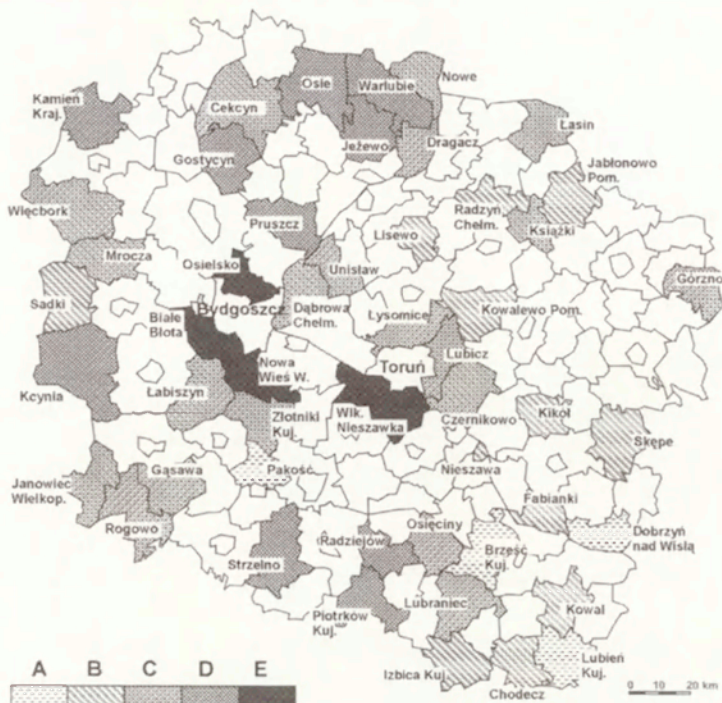 Nowe
Osie
Warlubie
Kamień
Kraj.
Cekcyn
Łasin
Jeżewo
Dragacz
Gostycyn
Jabłonowo
Pom.
Więcbork
Radzyń
Chełm.
Pruszcz
Lisewo
Książki
Mrocza
Osielsko
Unisław
Górzno
Sadki
Bydgoszcz
Dąbrowa
Chełm.
Lysomice
Kowalewo Pom.
Białe
Błota
Toruń
Lubicz
Nowa
Wieś W.
Kcynia
Łabiszyn
Złotniki
Kuj.
Wlk.
Nieszawka
Czernikowo
Kikół
Skępe
Janowiec
Wielkop.
Gąsawa
Pakość
Nieszawa
Fabianki
Rogowo
Osięciny
Radziejów
Brześć
Kuj.
Dobrzyń
nad Wisłą
Strzelno
Lubraniec
Kowal
Piotrków
Kuj.
Izbica Kuj.
Chodecz
Lubień
Kuj.
A B C D E
0 10 20 km